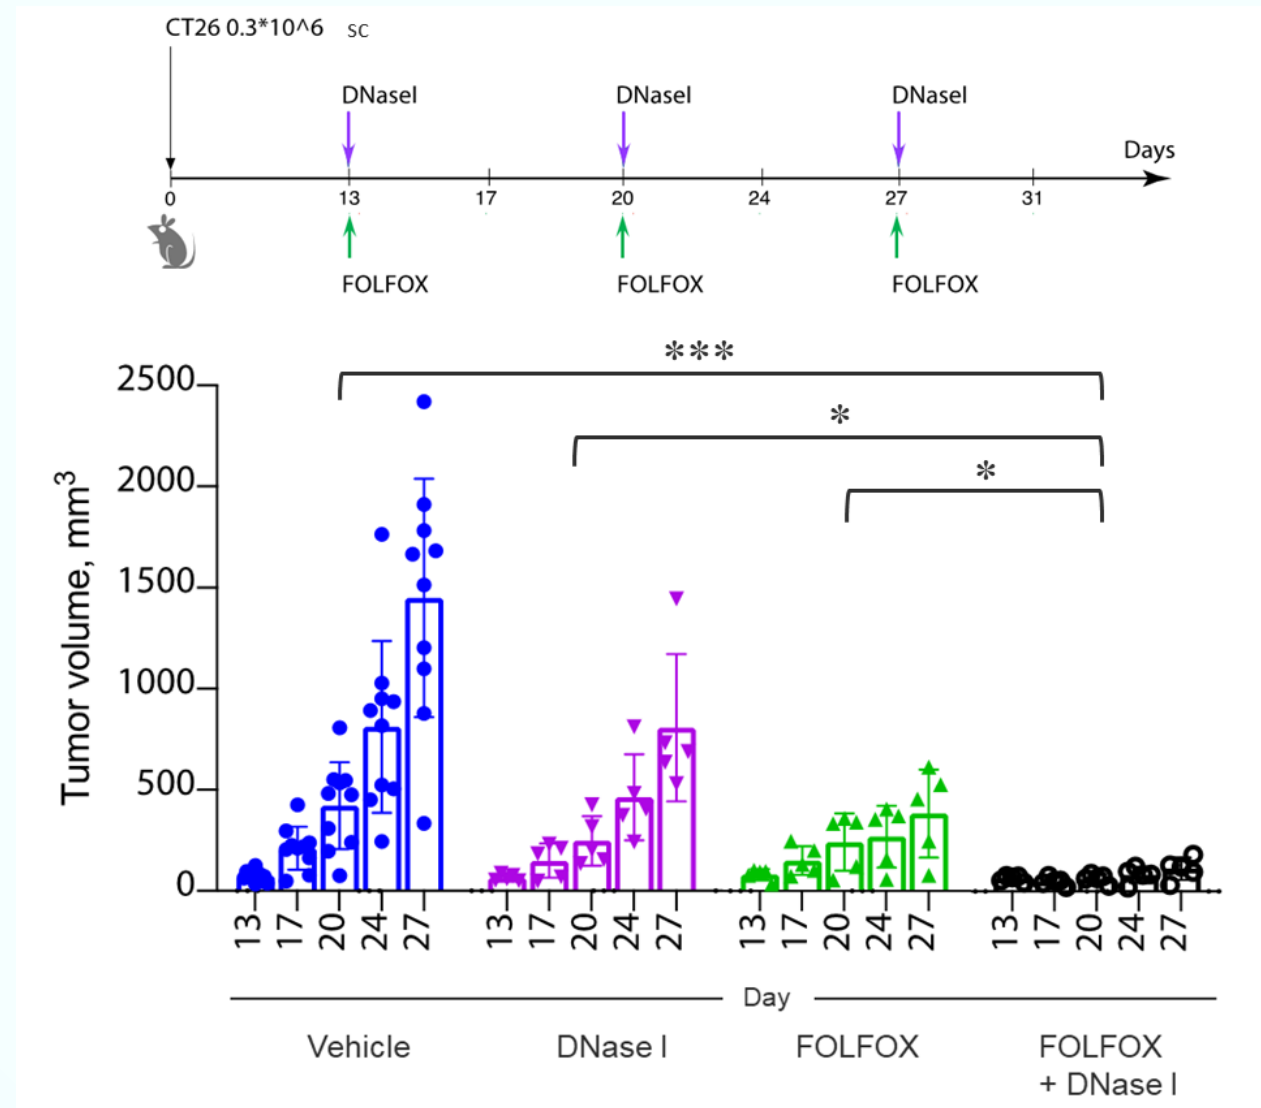 CT26 0.3*10^6 SC
DNaseI DNaseI DNaseI
Days
0 13 17 20 24 27 31
FOLFOX FOLFOX FOLFOX
***
*
*
Tumor volume, mm³
2500
2000
1500
1000
500
0
13 17 20 24 27 13 17 20 24 27 13 17 20 24 27 13 17 20 24 27
Day
Vehicle DNase I FOLFOX FOLFOX
+ DNase I